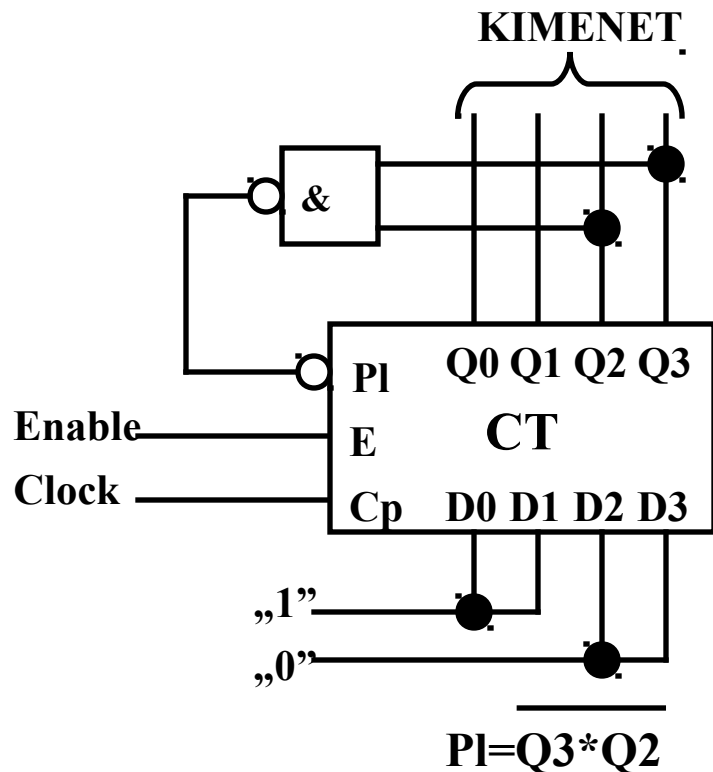 KIMENET
&
Q0 Q1 Q2 Q3
Pl
CT
Enable
E
Clock
Cp
D0 D1 D2 D3
„1”
„0”
Pl=Q3*Q2